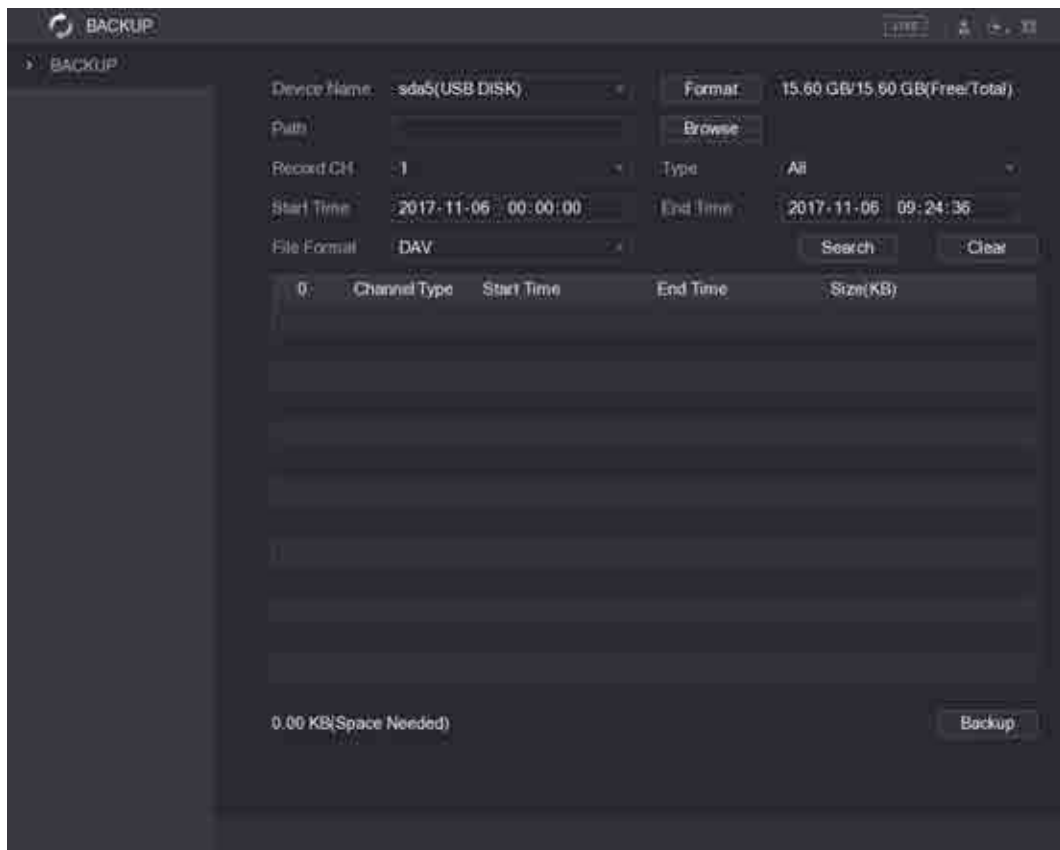 BACKUP
LIVE
BACKUP
Device Name sda5(USB DISK) Format 15.60 GB/15.60 GB(Free/Total)
Path Browse
Record CH 1 Type All
Start Time 2017-11-06 00:00:00 End Time 2017-11-06 09:24:36
File Format DAV Search Clear
0 Channel Type Start Time End Time Size(KB)
0.00 KB(Space Needed) Backup